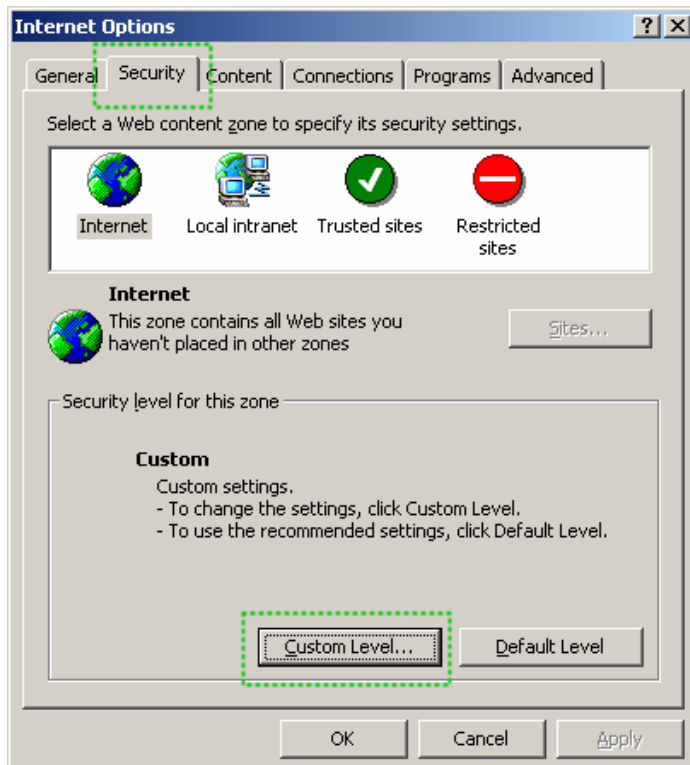 Internet Options
General Security Content Connections Programs Advanced
Select a Web content zone to specify its security settings.
Internet Local intranet Trusted sites Restricted
sites
Internet
This zone contains all Web sites you
haven't placed in other zones
Sites...
Security level for this zone
Custom
Custom settings.
- To change the settings, click Custom Level.
- To use the recommended settings, click Default Level.
Custom Level... Default Level
OK Cancel Apply